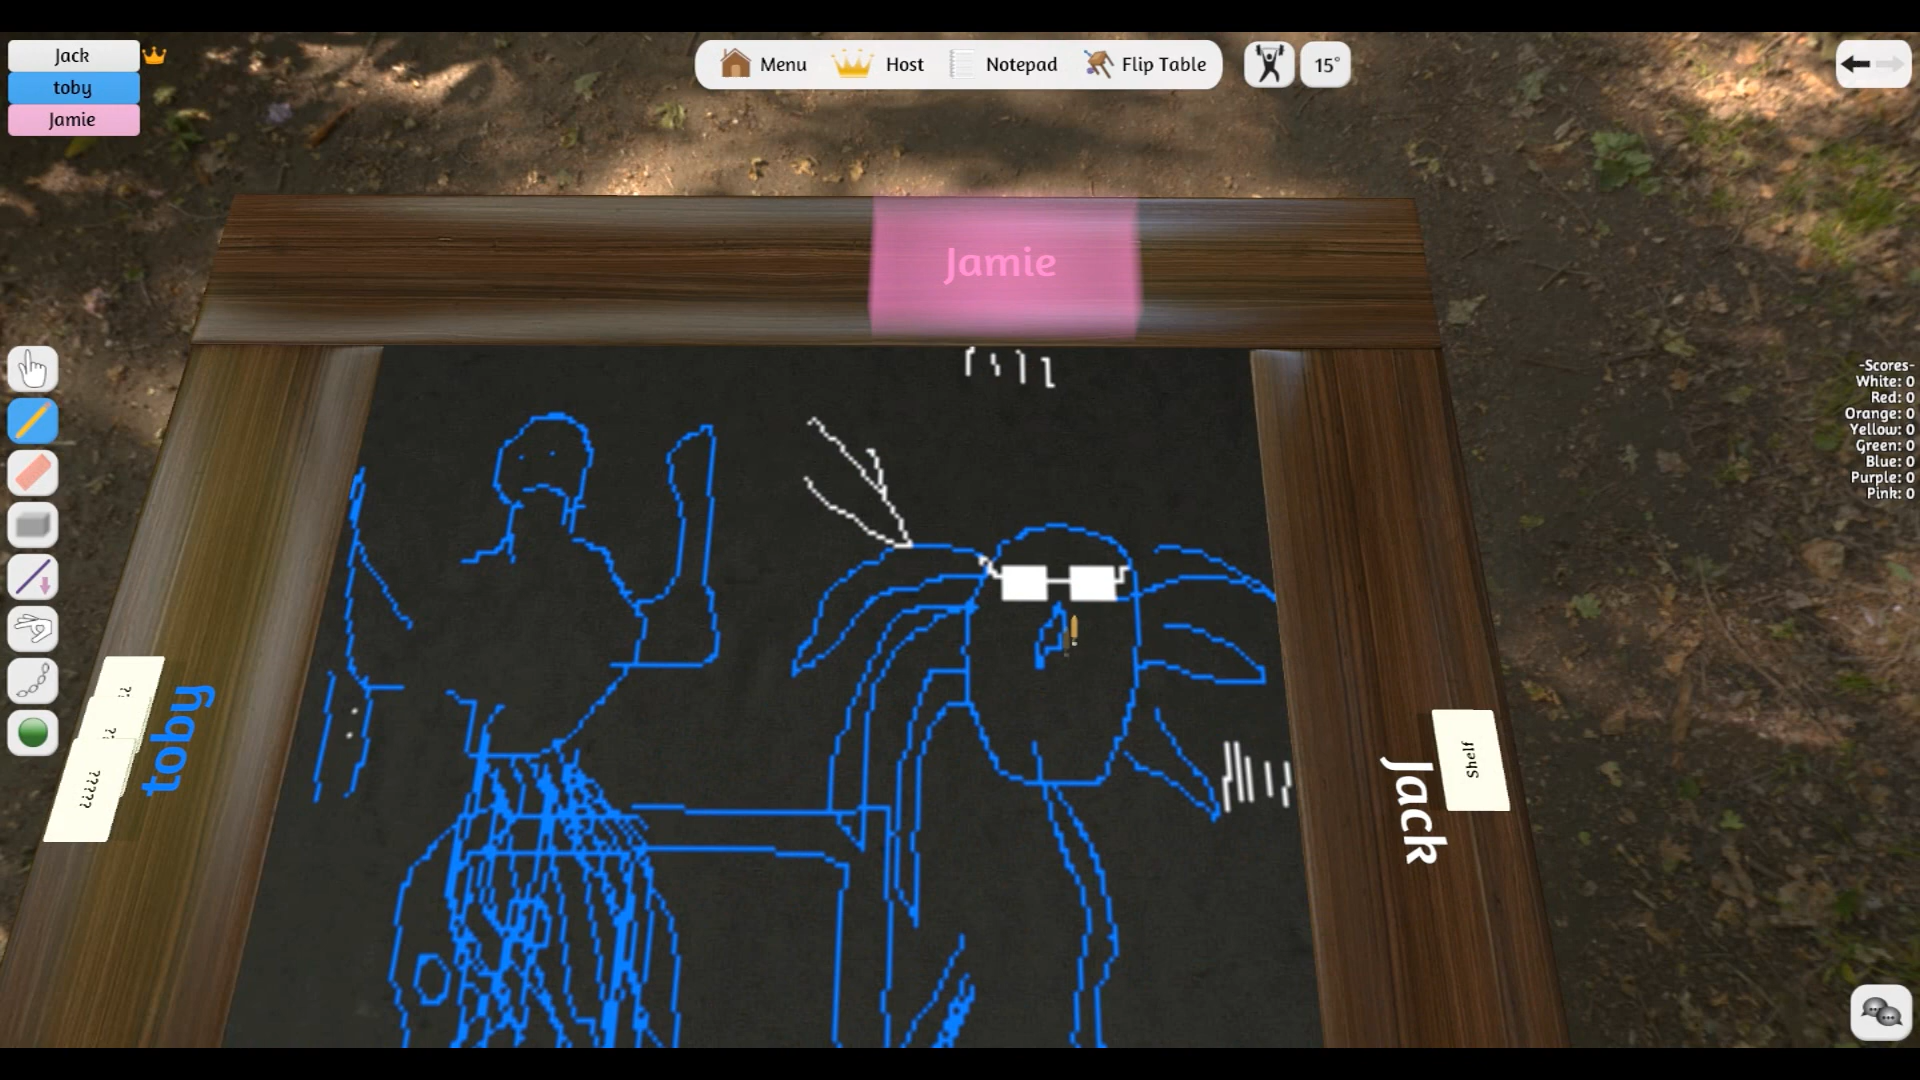 Jack
toby
Jamie
Menu
Host
Notepad
Flip Table
15°
-Scores-
White: 0
Red: 0
Orange: 0
Yellow: 0
Green: 0
Blue: 0
Purple: 0
Pink: 0
Jamie
toby
??
?????
Jack
Shelf